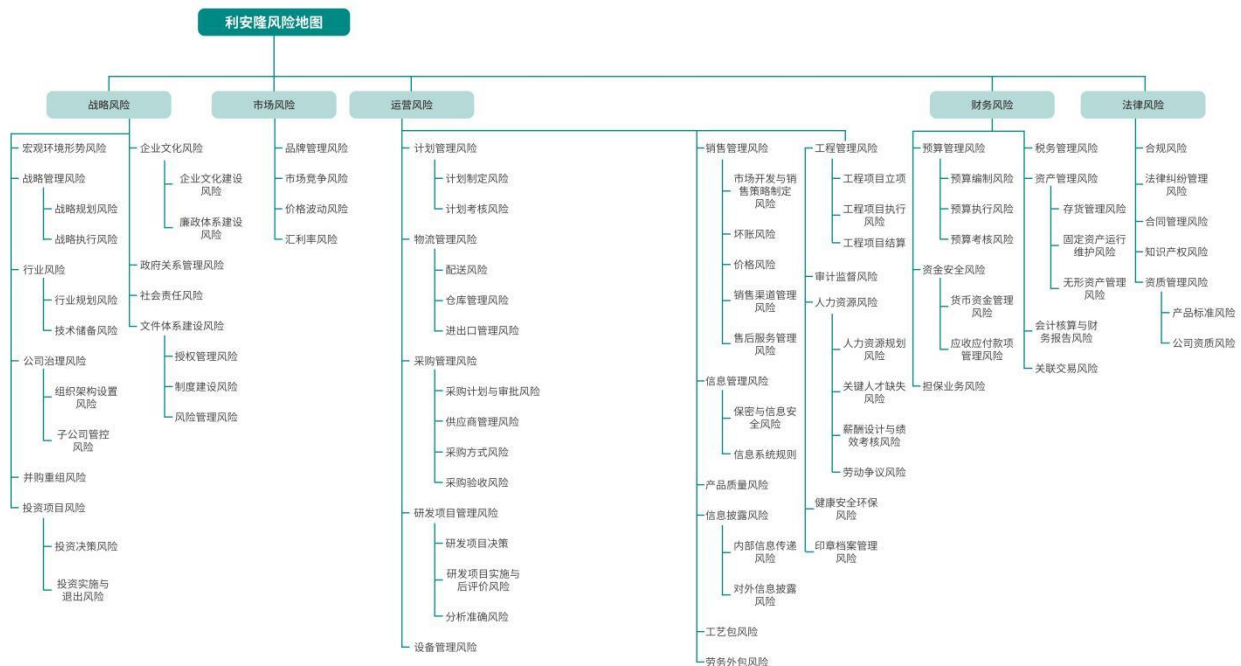 利安隆风险地图
战略风险
宏观环境形势风险
战略管理风险
战略规划风险
战略执行风险
行业风险
行业规划风险
技术储备风险
公司治理风险
组织架构设置
风险
子公司管控
风险
并购重组风险
投资项目风险
投资决策风险
投资实施与
退出风险
企业文化风险
企业文化建设
风险
廉政体系建设
风险
政府关系管理风险
社会责任风险
文件体系建设风险
授权管理风险
制度建设风险
风险管理风险
市场风险
品牌管理风险
市场竞争风险
价格波动风险
汇利率风险
运营风险
计划管理风险
计划制定风险
计划考核风险
物流管理风险
配送风险
仓库管理风险
进出口管理风险
采购管理风险
采购计划与审批风险
供应商管理风险
采购方式风险
采购验收风险
研发项目管理风险
研发项目决策
研发项目实施与
后评价风险
分析准确风险
设备管理风险
销售管理风险
市场开发与销
售策略制定
风险
坏账风险
价格风险
销售渠道管理
风险
售后服务管理
风险
信息管理风险
保密与信息安
全风险
信息系统规则
产品质量风险
信息披露风险
内部信息传递
风险
对外信息披露
风险
工艺包风险
劳务外包风险
工程管理风险
工程项目立项
工程项目执行
风险
工程项目结算
审计监督风险
人力资源风险
人力资源规划
风险
关键人才缺失
风险
薪酬设计与绩
效考核风险
劳动争议风险
健康安全环保
风险
印章档案管理
风险
财务风险
预算管理风险
预算编制风险
预算执行风险
预算考核风险
资金安全风险
货币资金管理
风险
应收应付款项
管理风险
担保业务风险
税务管理风险
资产管理风险
存货管理风险
固定资产运行
维护风险
无形资产管理
风险
会计核算与财
务报告风险
关联交易风险
法律风险
合规风险
法律纠纷管理
风险
合同管理风险
知识产权风险
资质管理风险
产品标准风险
公司资质风险